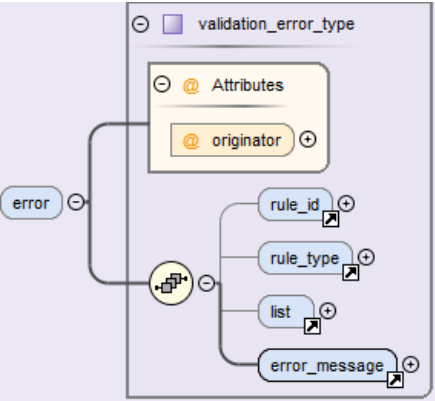 validation_error_type
@ Attributes
@ originator
error
rule_id
rule_type
list
error_message